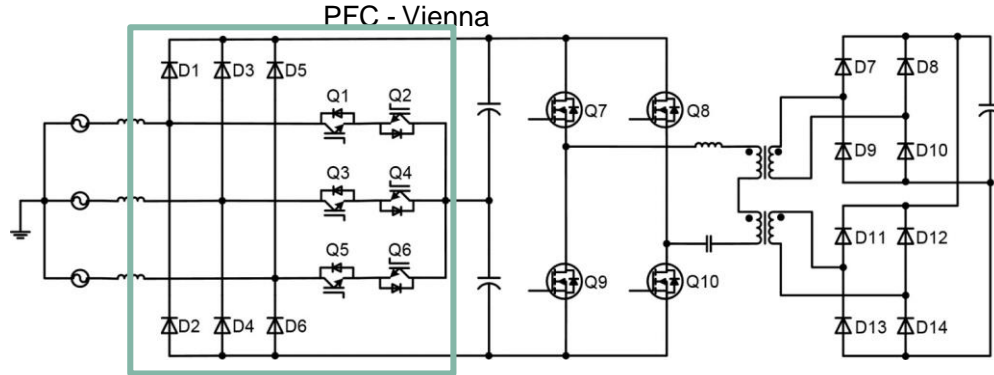 PFC - Vienna
D1 D3 D5
Q1 Q2
Q3 Q4
Q5 Q6
D2 D4 D6
Q7 Q8
Q9 Q10
D7 D8
D9 D10
D11 D12
D13 D14